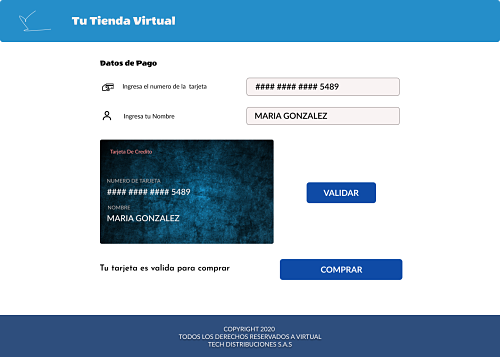 Tu Tienda Virtual
Datos de Pago
Ingresa el numero de la tarjeta
#### #### #### 5489
Ingresa tu Nombre
MARIA GONZALEZ
Tarjeta De Credito
NUMERO DE TARJETA
#### #### #### 5489
NOMBRE
MARIA GONZALEZ
VALIDAR
Tu tarjeta es valida para comprar
COMPRAR
COPYRIGHT 2020
TODOS LOS DERECHOS RESERVADOS A VIRTUAL
TECH DISTRIBUCIONES S.A.S